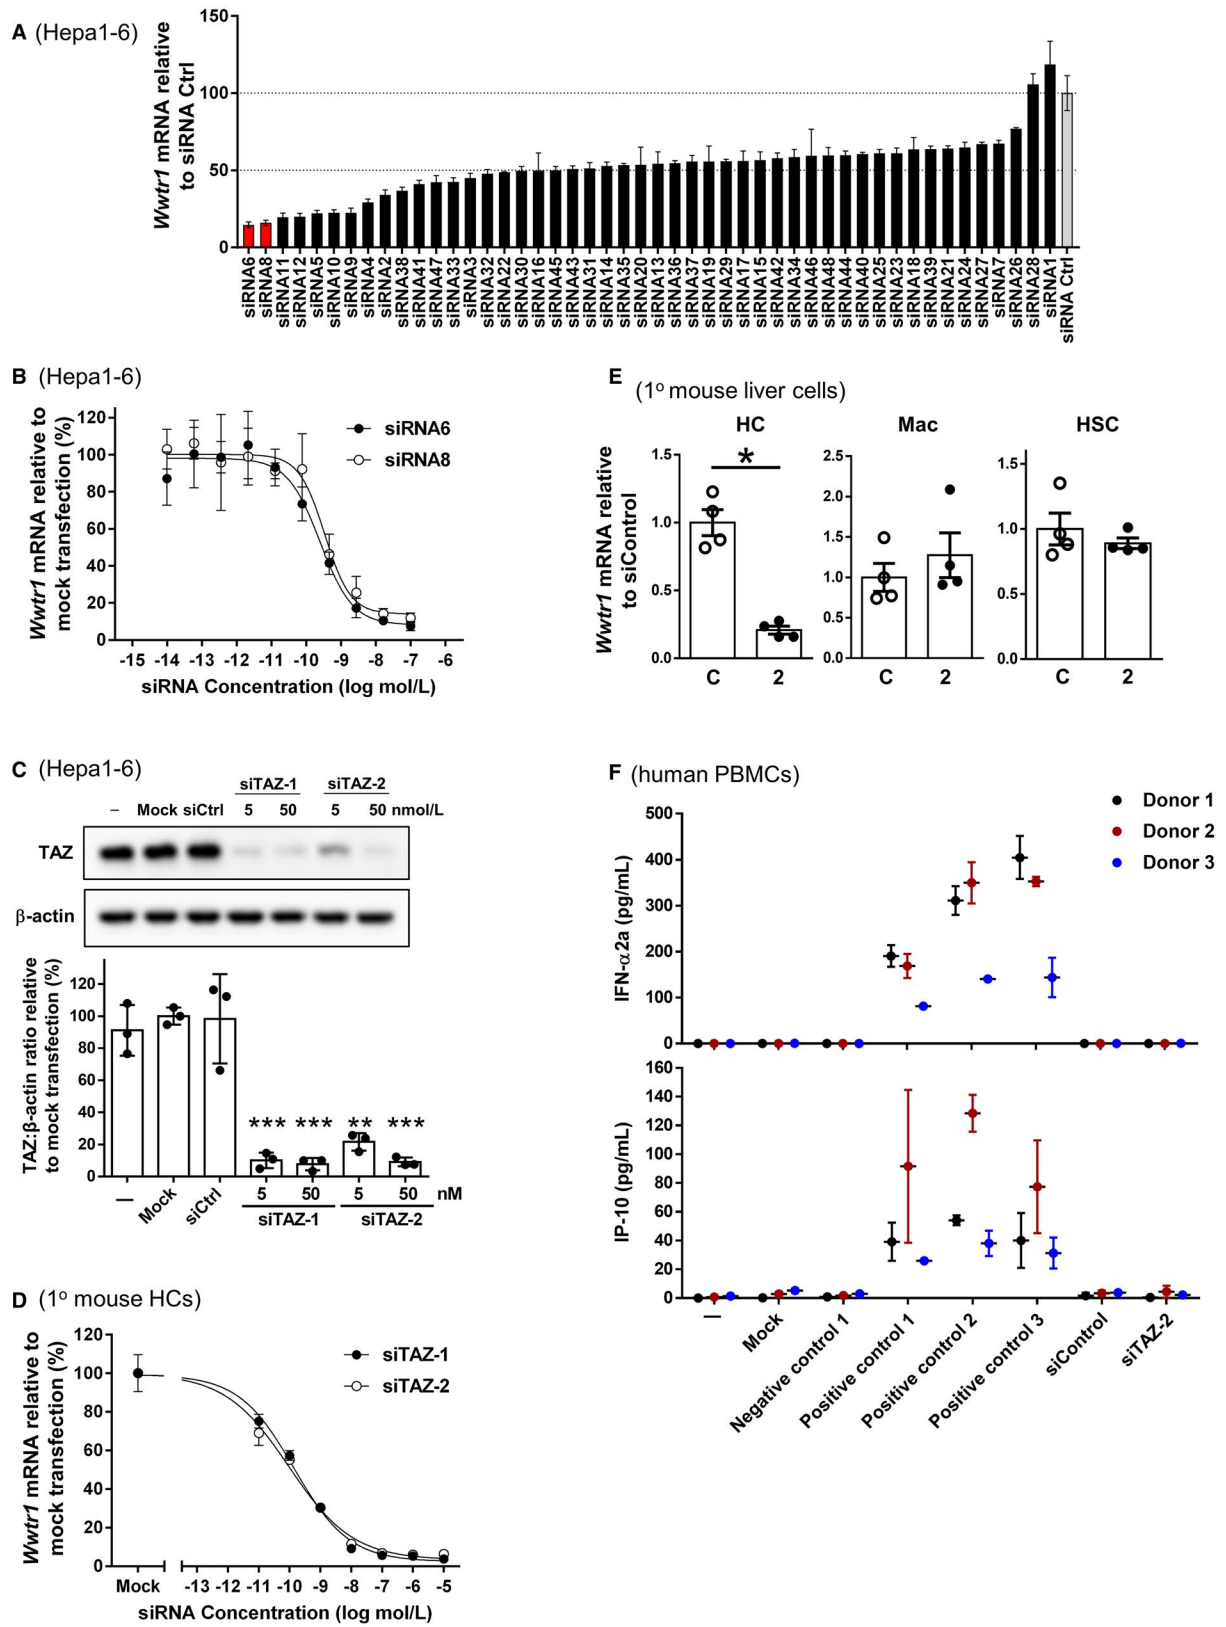 A (Hepa1-6)
Wwtr1 mRNA relative
to siRNA Ctrl
150
100
50
0
siRNA6
siRNA8
siRNA11
siRNA12
siRNA5
siRNA10
siRNA9
siRNA4
siRNA2
siRNA38
siRNA41
siRNA47
siRNA33
siRNA3
siRNA32
siRNA22
siRNA30
siRNA16
siRNA45
siRNA43
siRNA31
siRNA14
siRNA35
siRNA20
siRNA13
siRNA36
siRNA37
siRNA19
siRNA29
siRNA17
siRNA15
siRNA42
siRNA34
siRNA46
siRNA48
siRNA44
siRNA40
siRNA25
siRNA23
siRNA18
siRNA39
siRNA21
siRNA24
siRNA27
siRNA7
siRNA26
siRNA28
siRNA1
siRNA Ctrl
B (Hepa1-6)
Wwtr1 mRNA relative to
mock transfection (%)
120
100
80
60
40
20
0
siRNA6
siRNA8
-15 -14 -13 -12 -11 -10 -9 -8 -7 -6
siRNA Concentration (log mol/L)
E (1o mouse liver cells)
HC
Mac
HSC
Wwtr1 mRNA relative
to siControl
1.5
1.0
0.5
0.0
*
C 2
2.5
2.0
1.5
1.0
0.5
0.0
C 2
1.5
1.0
0.5
0.0
C 2
C (Hepa1-6)
siTAZ-1 siTAZ-2
– Mock siCtrl 5 50 5 50 nmol/L
TAZ
β-actin
TAZ:β-actin ratio relative
to mock transfection (%)
120
100
80
60
40
20
0
*** *** ** ***
— Mock siCtrl 5 50 5 50 nM
siTAZ-1 siTAZ-2
D (1o mouse HCs)
Wwtr1 mRNA relative to
mock transfection (%)
120
100
80
60
40
20
0
siTAZ-1
siTAZ-2
Mock -13 -12 -11 -10 -9 -8 -7 -6 -5
siRNA Concentration (log mol/L)
F (human PBMCs)
Donor 1
Donor 2
Donor 3
IFN-α2a (pg/mL)
500
400
300
200
100
0
IP-10 (pg/mL)
160
140
120
100
80
60
40
20
0
—
Mock
Negative control 1
Positive control 1
Positive control 2
Positive control 3
siControl
siTAZ-2